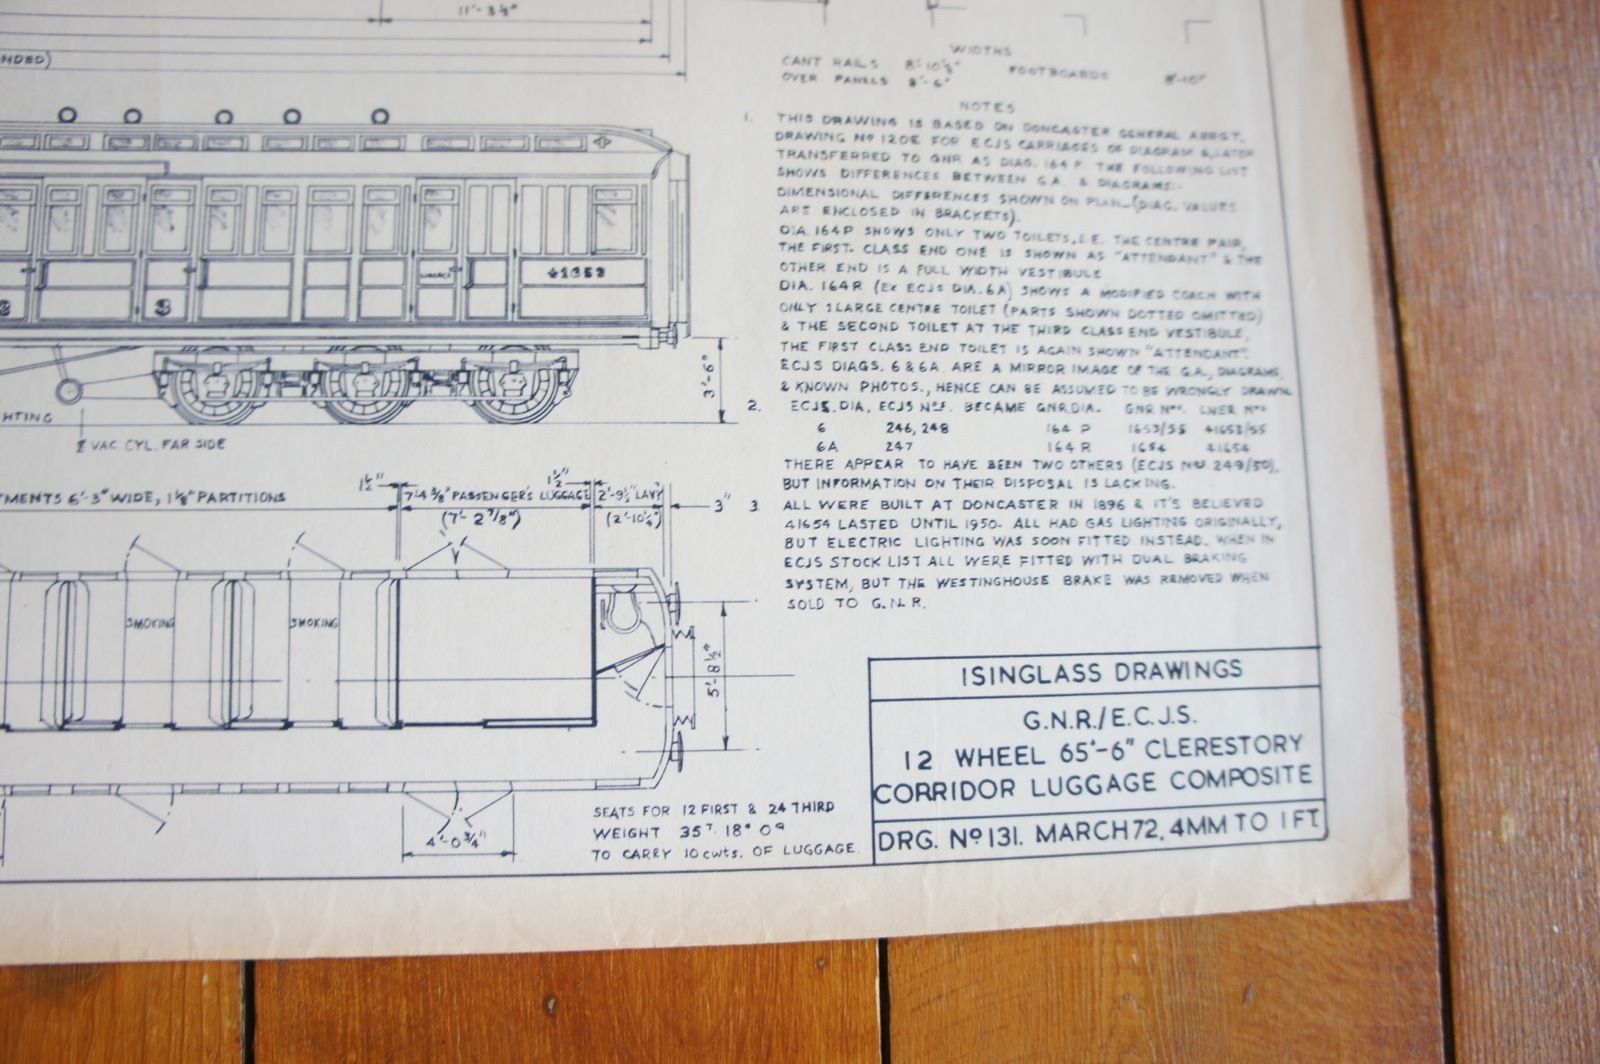 11'-3½"
NDED)
WIDTHS
CANT RAILS 8'-10½" FOOTBOARDS 8'-10"
OVER PANELS 8'-6"
NOTES
1. THIS DRAWING IS BASED ON DONCASTER GENERAL ARRGT.
DRAWING Nº 120E FOR ECJS CARRIAGES OF DIAGRAM 6, LATER
TRANSFERRED TO GNR AS DIAG. 164 P. THE FOLLOWING LIST
SHOWS DIFFERENCES BETWEEN G.A. & DIAGRAMS:-
DIMENSIONAL DIFFERENCES SHOWN ON PLAN-(DIAG. VALUES
ARE ENCLOSED IN BRACKETS).
DIA. 164P SHOWS ONLY TWO TOILETS, I.E. THE CENTRE PAIR,
THE FIRST CLASS END ONE IS SHOWN AS "ATTENDANT" & THE
OTHER END IS A FULL WIDTH VESTIBULE
DIA. 164R (Ex ECJS DIA. 6A) SHOWS A MODIFIED COACH WITH
ONLY 1 LARGE CENTRE TOILET (PARTS SHOWN DOTTED OMITTED)
& THE SECOND TOILET AT THE THIRD CLASS END VESTIBULE,
THE FIRST CLASS END TOILET IS AGAIN SHOWN "ATTENDANT".
ECJS DIAGS. 6 & 6A ARE A MIRROR IMAGE OF THE G.A., DIAGRAMS,
& KNOWN PHOTOS., HENCE CAN BE ASSUMED TO BE WRONGLY DRAWN.
2. ECJS. DIA. ECJS Nos. BECAME GNR.DIA. GNR Nos. LNER Nos
6 246, 248 164 P 1653/55 41653/55
6A 247 164 R 1654 41654
THERE APPEAR TO HAVE BEEN TWO OTHERS (ECJS Nos. 249/50),
BUT INFORMATION ON THEIR DISPOSAL IS LACKING.
3. ALL WERE BUILT AT DONCASTER IN 1896 & IT'S BELIEVED
41654 LASTED UNTIL 1950. ALL HAD GAS LIGHTING ORIGINALLY,
BUT ELECTRIC LIGHTING WAS SOON FITTED INSTEAD. WHEN IN
ECJS STOCK LIST ALL WERE FITTED WITH DUAL BRAKING
SYSTEM, BUT THE WESTINGHOUSE BRAKE WAS REMOVED WHEN
SOLD TO G.N.R.
3 LUGGAGE 41653
3'-6"
HTING
℄ VAC. CYL. FAR SIDE
TMENTS 6'-3" WIDE, 1⅛" PARTITIONS
1½" 7'4⅜" PASSENGER'S LUGGAGE 1½" 2'-9½" LAVY 3"
(7'-2⅞") (2'-10¼")
SMOKING SMOKING
5'-8½"
4'-0¾"
SEATS FOR 12 FIRST & 24 THIRD
WEIGHT 35T 18c 0q
TO CARRY 10 cwts. OF LUGGAGE.
ISINGLASS DRAWINGS
G.N.R./E.C.J.S.
12 WHEEL 65'-6" CLERESTORY
CORRIDOR LUGGAGE COMPOSITE
DRG. Nº 131. MARCH 72, 4MM TO 1 FT.